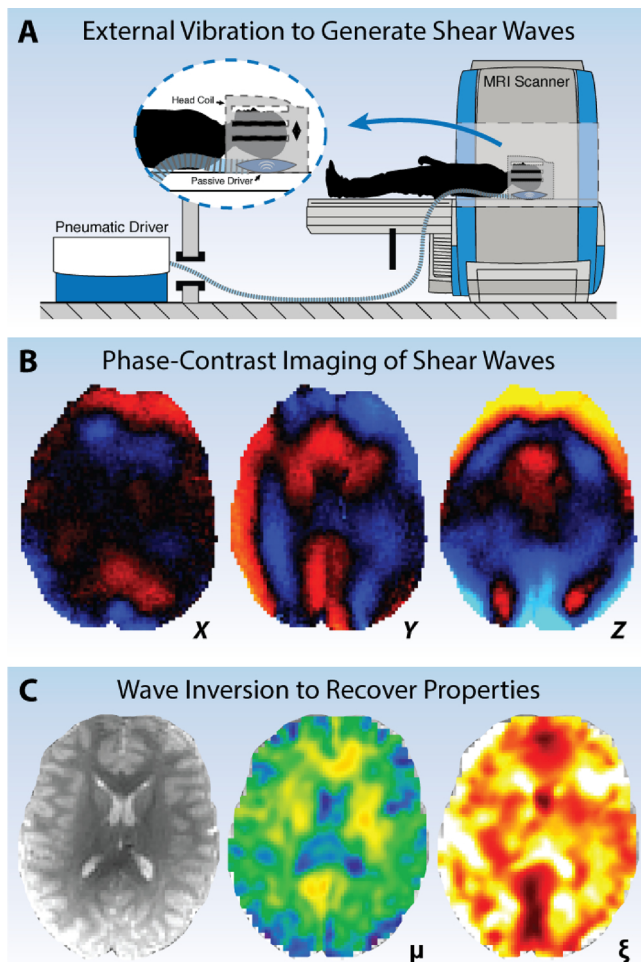 A External Vibration to Generate Shear Waves
MRI Scanner
Head Coil
Passive Driver
Pneumatic Driver
B Phase-Contrast Imaging of Shear Waves
X Y Z
C Wave Inversion to Recover Properties
μ ξ